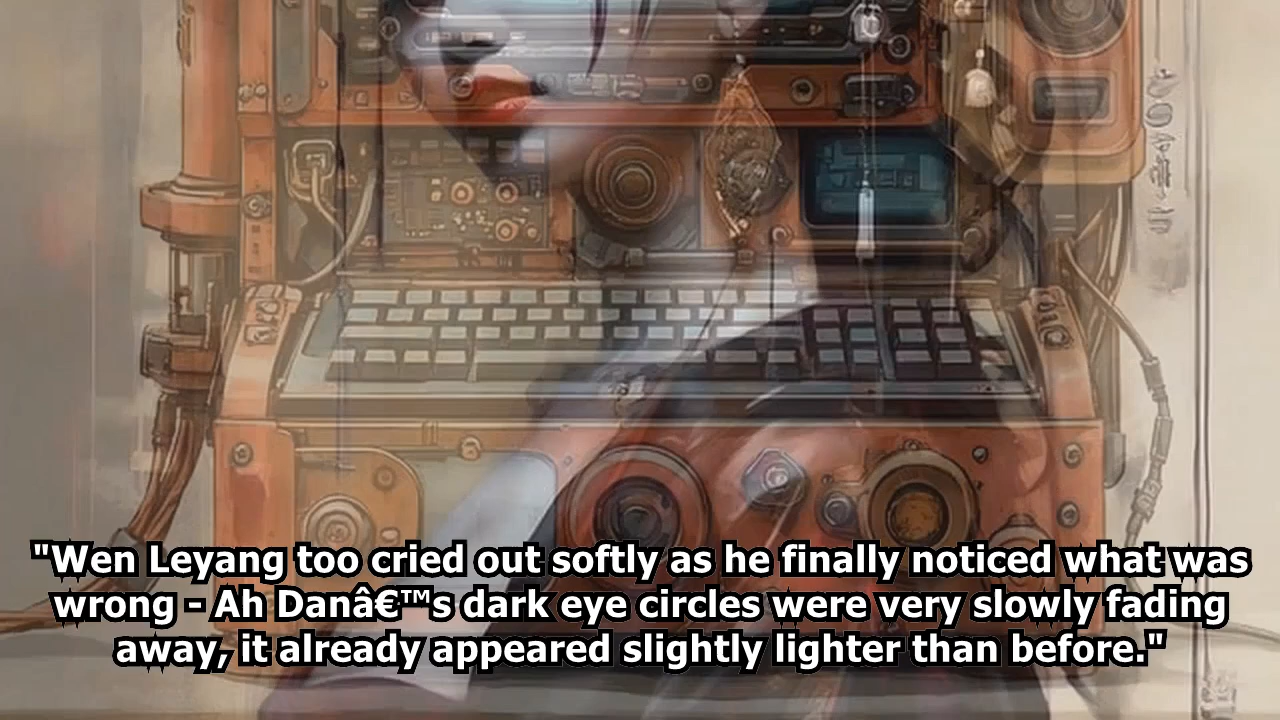 "Wen Leyang too cried out softly as he finally noticed what was
wrong - Ah Danâ€™s dark eye circles were very slowly fading
away, it already appeared slightly lighter than before."